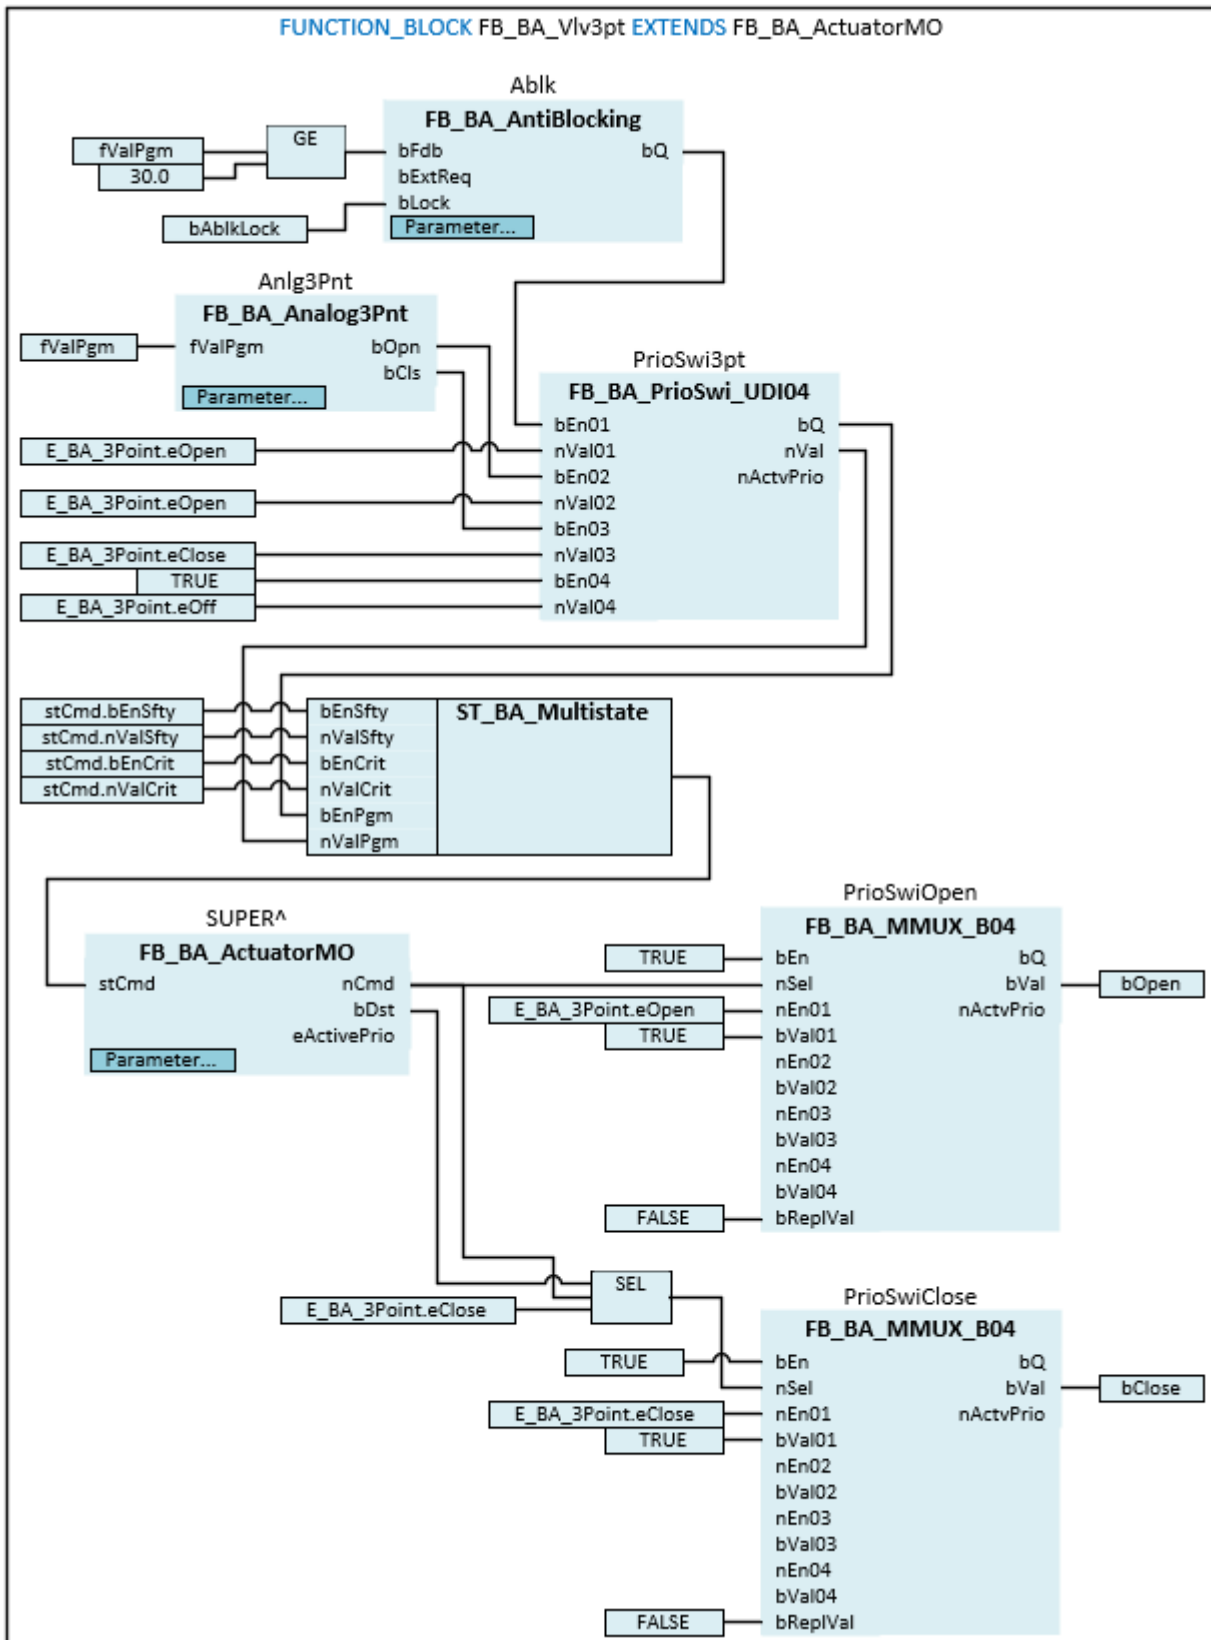 FUNCTION_BLOCK FB_BA_Vlv3pt EXTENDS FB_BA_ActuatorMO
Ablk
FB_BA_AntiBlocking
GE
fValPgm
30.0
bAblkLock
bFdb
bQ
bExtReq
bLock
Parameter...
Anlg3Pnt
FB_BA_Analog3Pnt
fValPgm
fValPgm
bOpn
bCls
Parameter...
PrioSwi3pt
FB_BA_PrioSwi_UDI04
E_BA_3Point.eOpen
E_BA_3Point.eOpen
E_BA_3Point.eClose
TRUE
E_BA_3Point.eOff
bEn01
bQ
nVal01
nVal
bEn02
nActvPrio
nVal02
bEn03
nVal03
bEn04
nVal04
stCmd.bEnSfty
stCmd.nValSfty
stCmd.bEnCrit
stCmd.nValCrit
bEnSfty
nValSfty
bEnCrit
nValCrit
bEnPgm
nValPgm
ST_BA_Multistate
SUPER^
FB_BA_ActuatorMO
stCmd
nCmd
bDst
eActivePrio
Parameter...
PrioSwiOpen
FB_BA_MMUX_B04
TRUE
E_BA_3Point.eOpen
TRUE
FALSE
bEn
bQ
nSel
bVal
nEn01
nActvPrio
bVal01
nEn02
bVal02
nEn03
bVal03
nEn04
bVal04
bReplVal
bOpen
SEL
E_BA_3Point.eClose
PrioSwiClose
FB_BA_MMUX_B04
TRUE
E_BA_3Point.eClose
TRUE
FALSE
bEn
bQ
nSel
bVal
nEn01
nActvPrio
bVal01
nEn02
bVal02
nEn03
bVal03
nEn04
bVal04
bReplVal
bClose